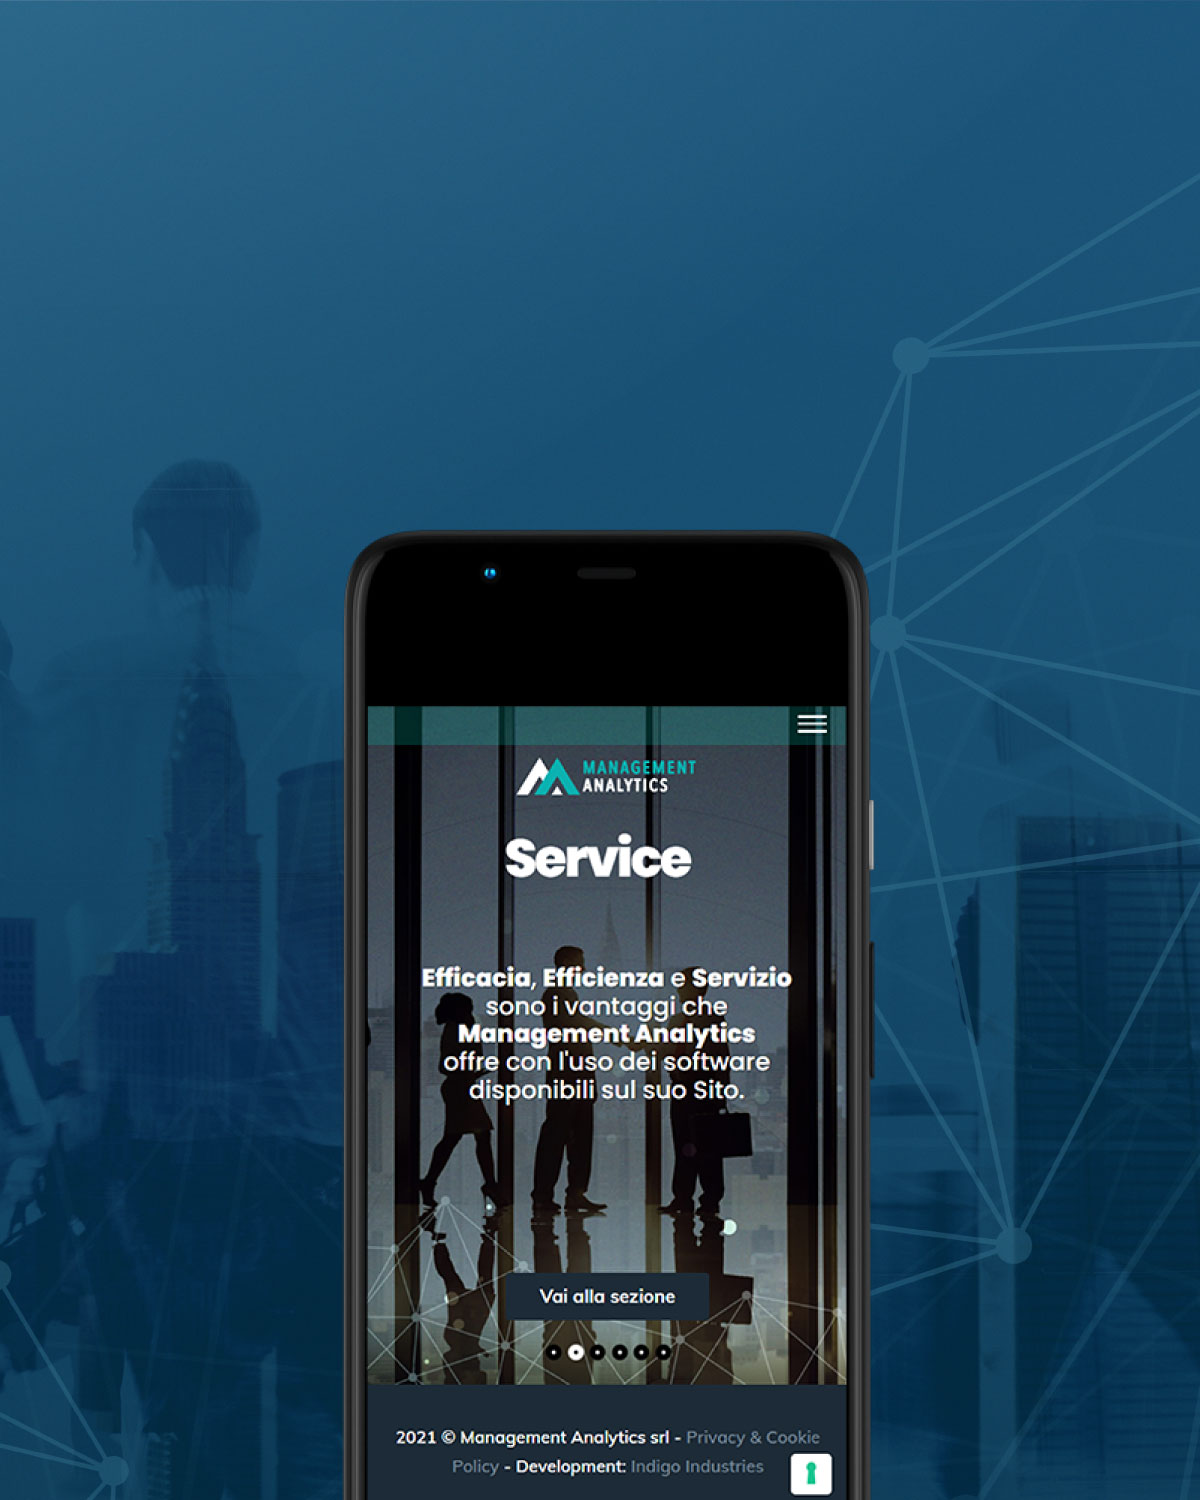 MANAGEMENT
ANALYTICS
Service
Efficacia, Efficienza e Servizio
sono i vantaggi che
Management Analytics
offre con l'uso dei software
disponibili sul suo Sito.
Vai alla sezione
2021 © Management Analytics srl - Privacy & Cookie
Policy - Development: Indigo Industries